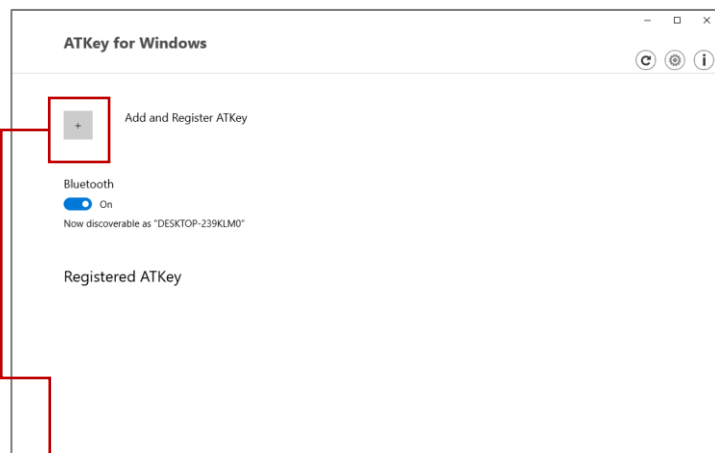 ATKey for Windows
+
Add and Register ATKey
Bluetooth
On
Now discoverable as "DESKTOP-239KLM0"
Registered ATKey